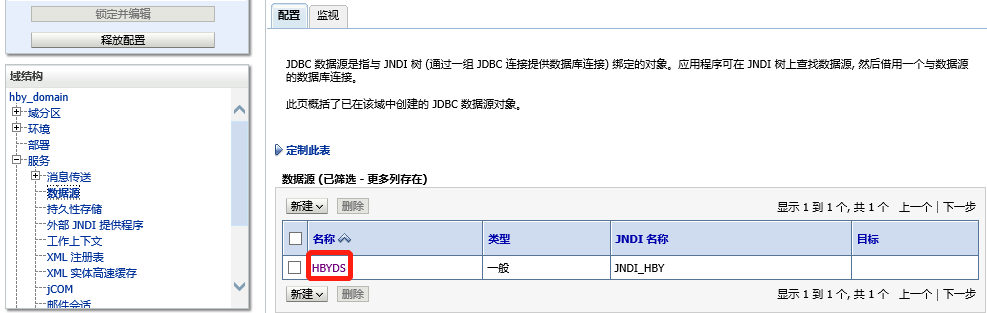 锁定并编辑
释放配置
域结构
hby_domain
域分区
环境
部署
服务
消息传送
数据源
持久性存储
外部 JNDI 提供程序
工作上下文
XML 注册表
XML 实体高速缓存
jCOM
邮件会话
配置 监视
JDBC 数据源是指与 JNDI 树 (通过一组 JDBC 连接提供数据库连接) 绑定的对象。应用程序可在 JNDI 树上查找数据源, 然后借用一个与数据源
的数据库连接。
此页概括了已在该域中创建的 JDBC 数据源对象。
定制此表
数据源 (已筛选 - 更多列存在)
新建 删除 显示 1 到 1 个, 共 1 个 上一个 | 下一步
名称 类型 JNDI 名称 目标
HBYDS 一般 JNDI_HBY
新建 删除 显示 1 到 1 个, 共 1 个 上一个 | 下一步